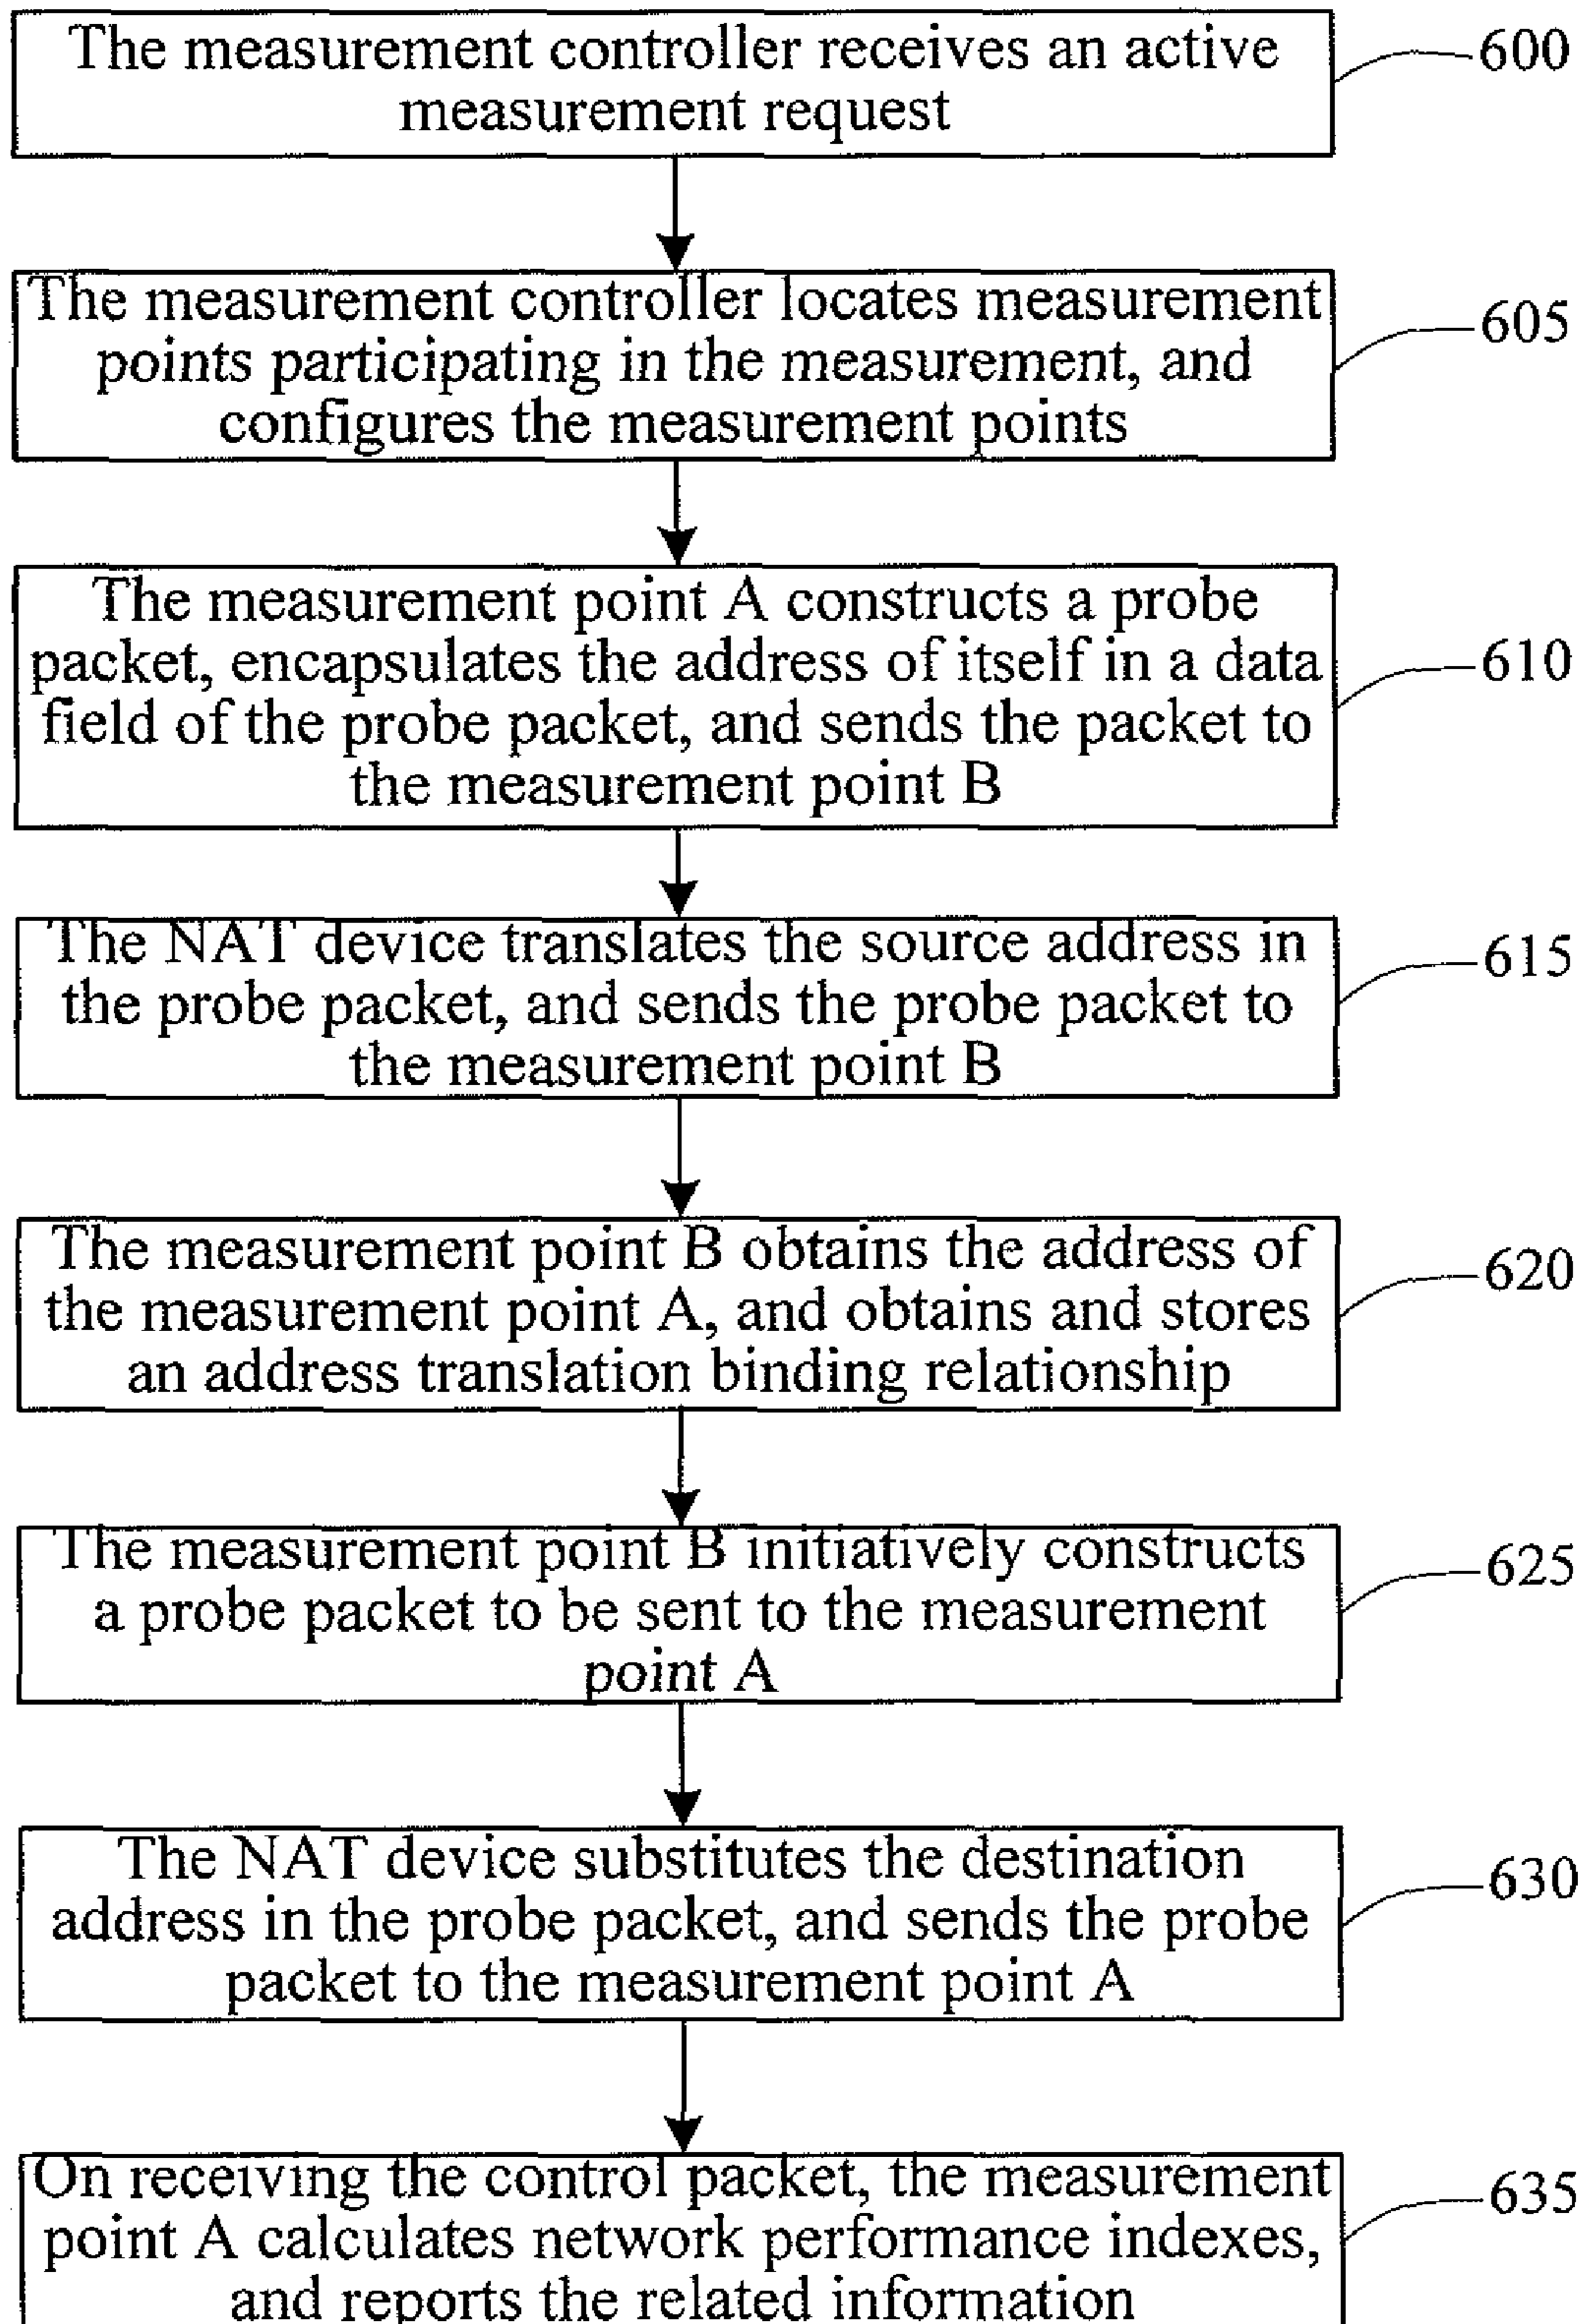 The measurement controller receives an active
measurement request
600
The measurement controller locates measurement
points participating in the measurement, and
configures the measurement points
605
The measurement point A constructs a probe
packet, encapsulates the address of itself in a data
field of the probe packet, and sends the packet to
the measurement point B
610
The NAT device translates the source address in
the probe packet, and sends the probe packet to
the measurement point B
615
The measurement point B obtains the address of
the measurement point A, and obtains and stores
an address translation binding relationship
620
The measurement point B initiatively constructs
a probe packet to be sent to the measurement
point A
625
The NAT device substitutes the destination
address in the probe packet, and sends the probe
packet to the measurement point A
630
On receiving the control packet, the measurement
point A calculates network performance indexes,
and reports the related information
635